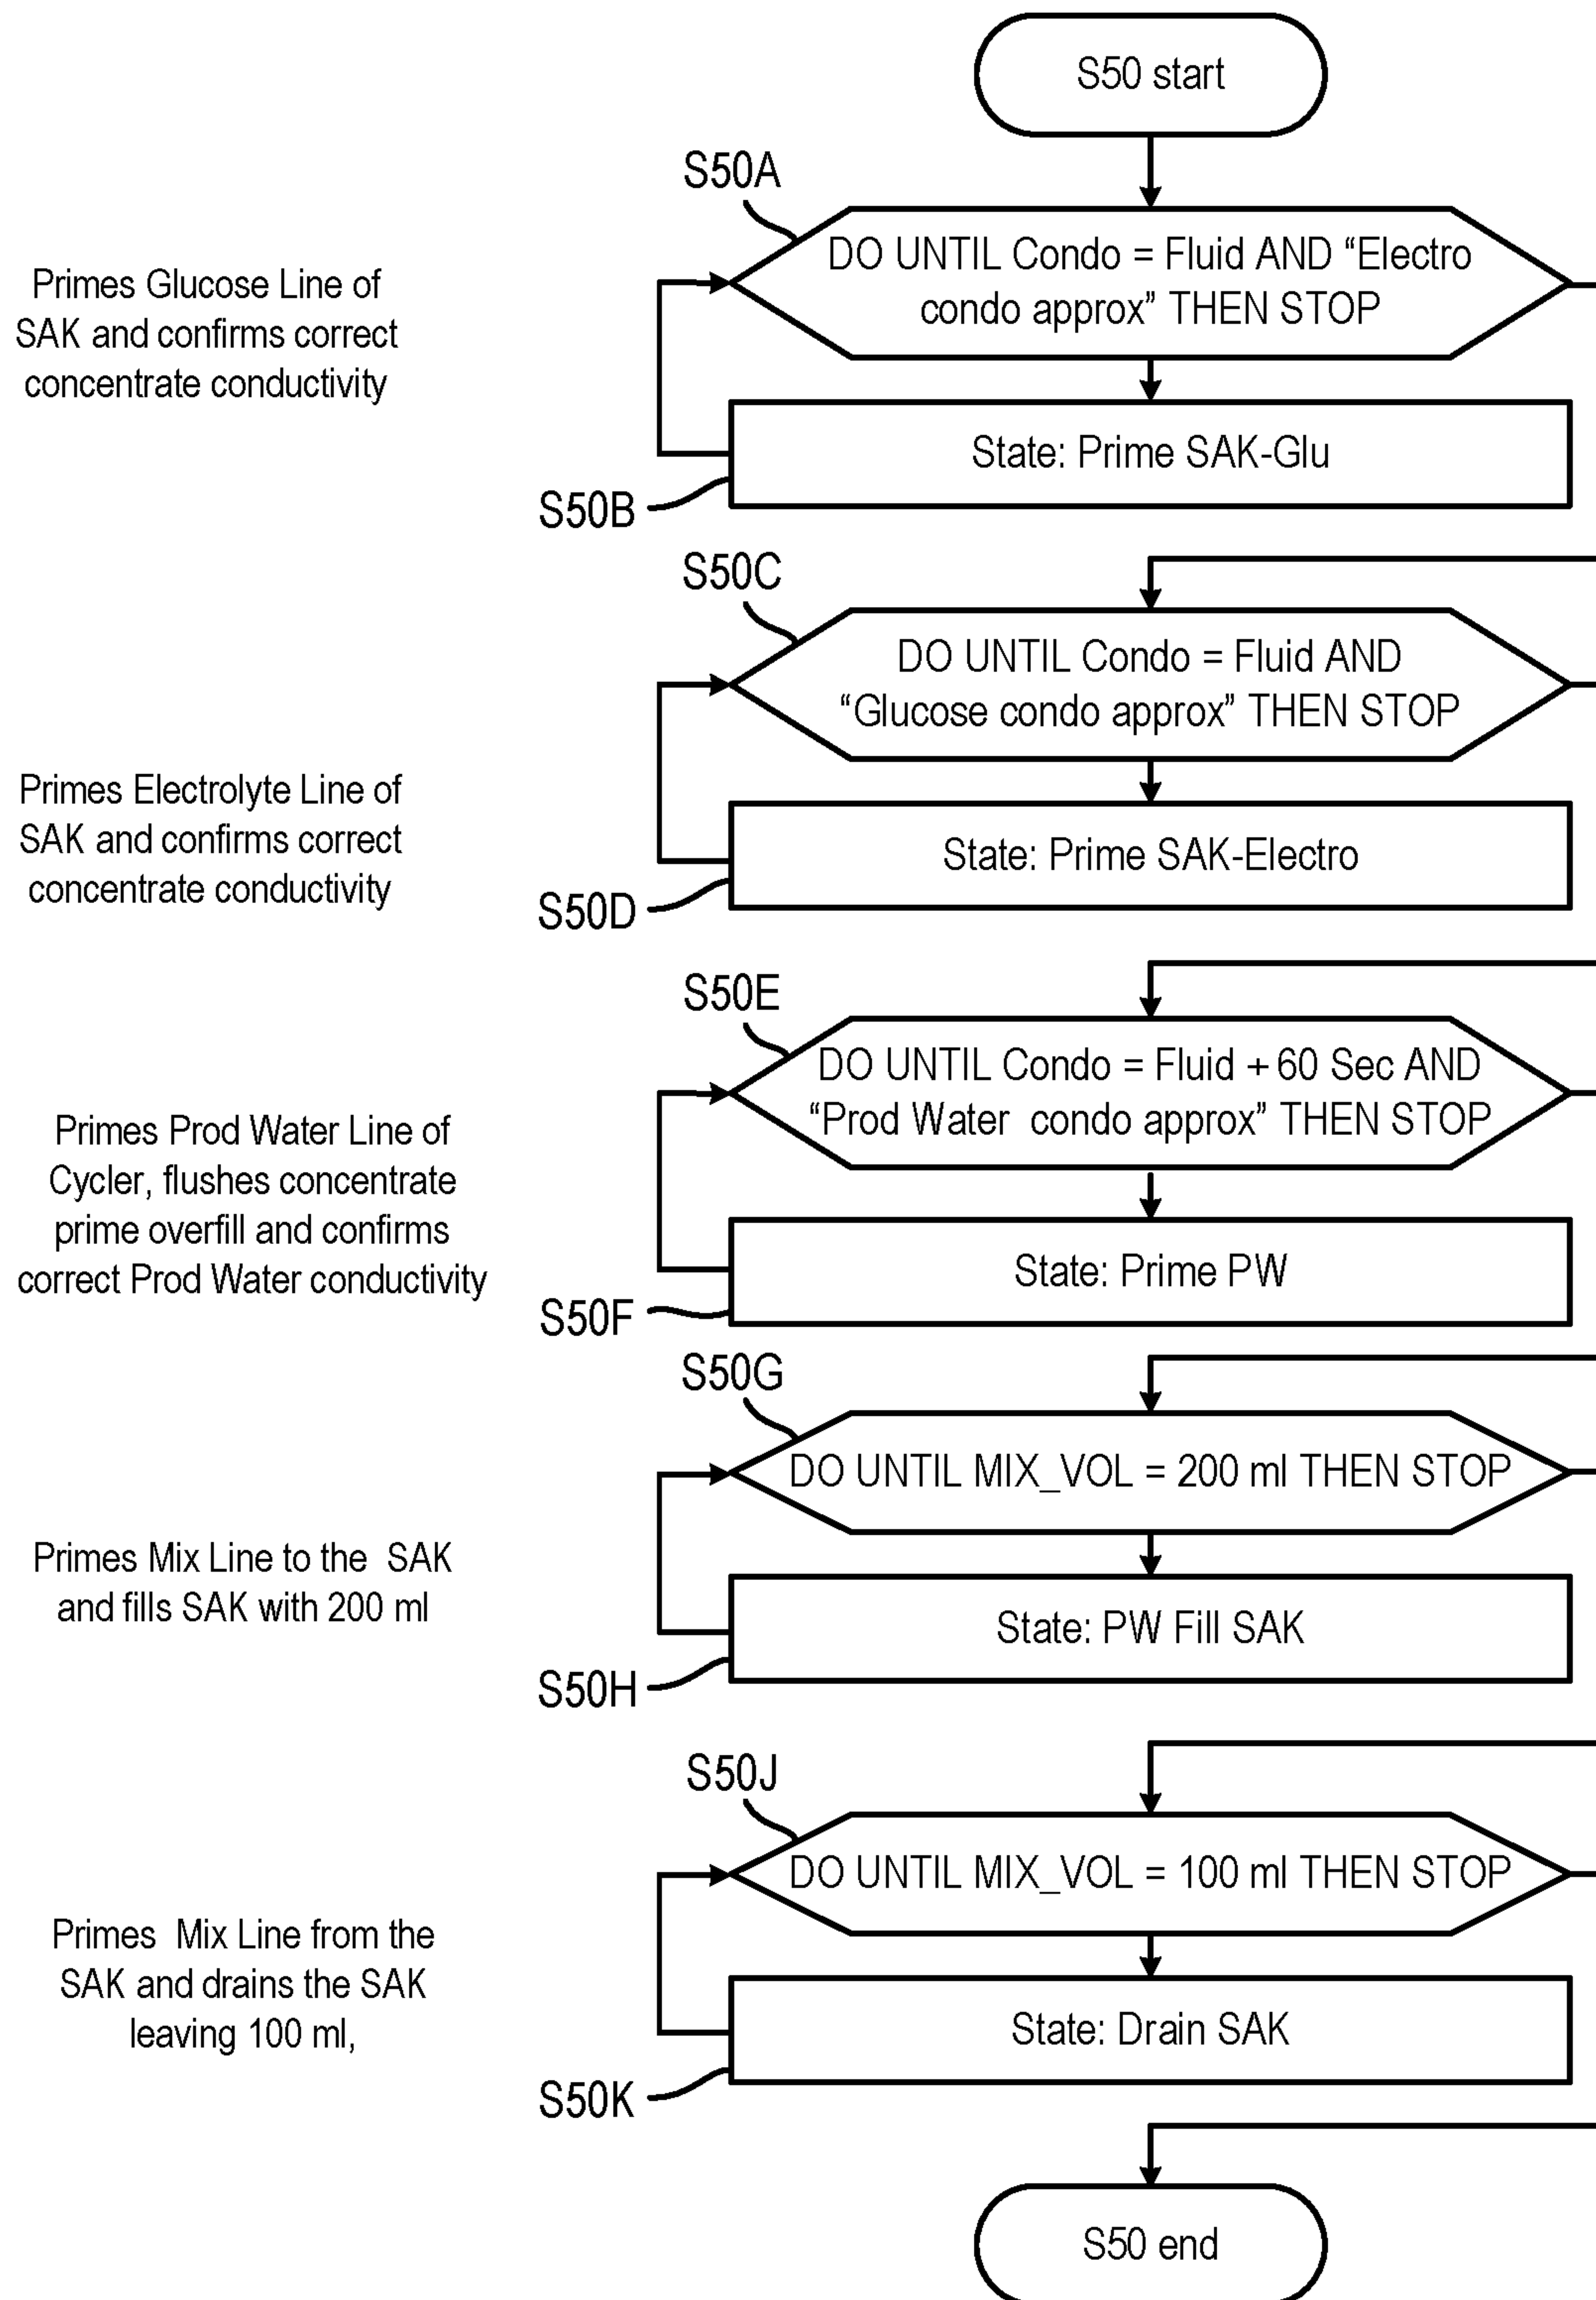 S50 start
S50A
Primes Glucose Line of
SAK and confirms correct
concentrate conductivity
DO UNTIL Condo = Fluid AND “Electro
condo approx” THEN STOP
State: Prime SAK-Glu
S50B
S50C
DO UNTIL Condo = Fluid AND
“Glucose condo approx” THEN STOP
Primes Electrolyte Line of
SAK and confirms correct
concentrate conductivity
State: Prime SAK-Electro
S50D
S50E
DO UNTIL Condo = Fluid + 60 Sec AND
“Prod Water condo approx” THEN STOP
Primes Prod Water Line of
Cycler, flushes concentrate
prime overfill and confirms
correct Prod Water conductivity
State: Prime PW
S50F
S50G
DO UNTIL MIX_VOL = 200 ml THEN STOP
Primes Mix Line to the SAK
and fills SAK with 200 ml
State: PW Fill SAK
S50H
S50J
DO UNTIL MIX_VOL = 100 ml THEN STOP
Primes Mix Line from the
SAK and drains the SAK
leaving 100 ml,
State: Drain SAK
S50K
S50 end